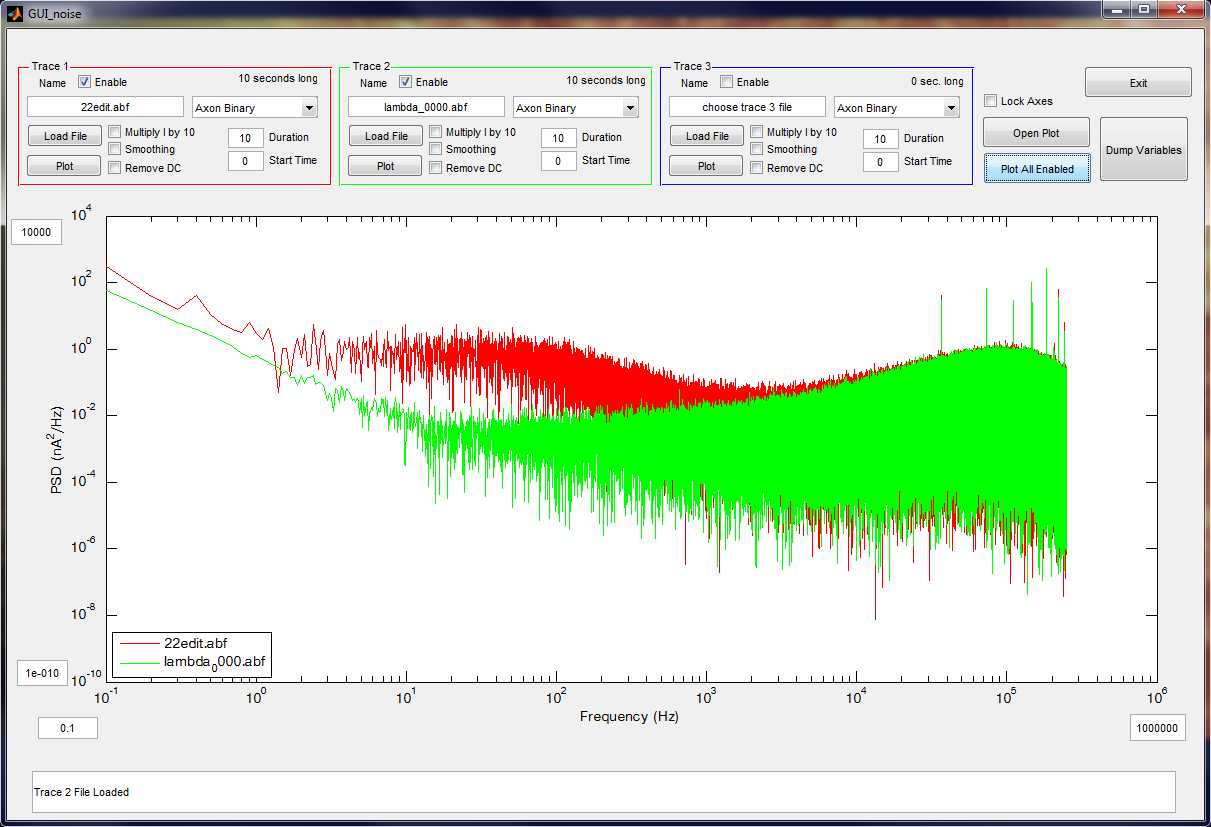 GUI_noise
Trace 1
Name Enable 10 seconds long
22edit.abf Axon Binary
Load File Multiply I by 10 10 Duration
Smoothing
Plot Remove DC 0 Start Time
Trace 2
Name Enable 10 seconds long
lambda_0000.abf Axon Binary
Load File Multiply I by 10 10 Duration
Smoothing
Plot Remove DC 0 Start Time
Trace 3
Name Enable 0 sec. long
choose trace 3 file Axon Binary
Load File Multiply I by 10 10 Duration
Smoothing
Plot Remove DC 0 Start Time
Exit
Lock Axes
Open Plot
Dump Variables
Plot All Enabled
10000
10^4
10^2
10^0
10^-2
10^-4
10^-6
10^-8
10^-10
PSD (nA^2/Hz)
22edit.abf
lambda_0000.abf
1e-010
10^-1 10^0 10^1 10^2 10^3 10^4 10^5 10^6
Frequency (Hz)
0.1
1000000
Trace 2 File Loaded